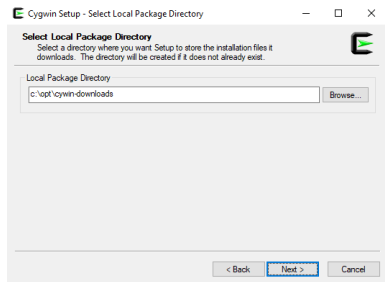 Cygwin Setup - Select Local Package Directory
Select Local Package Directory
Select a directory where you want Setup to store the installation files it
downloads. The directory will be created if it does not already exist.
Local Package Directory
c:\opt\cywin-downloads
Browse...
< Back
Next >
Cancel